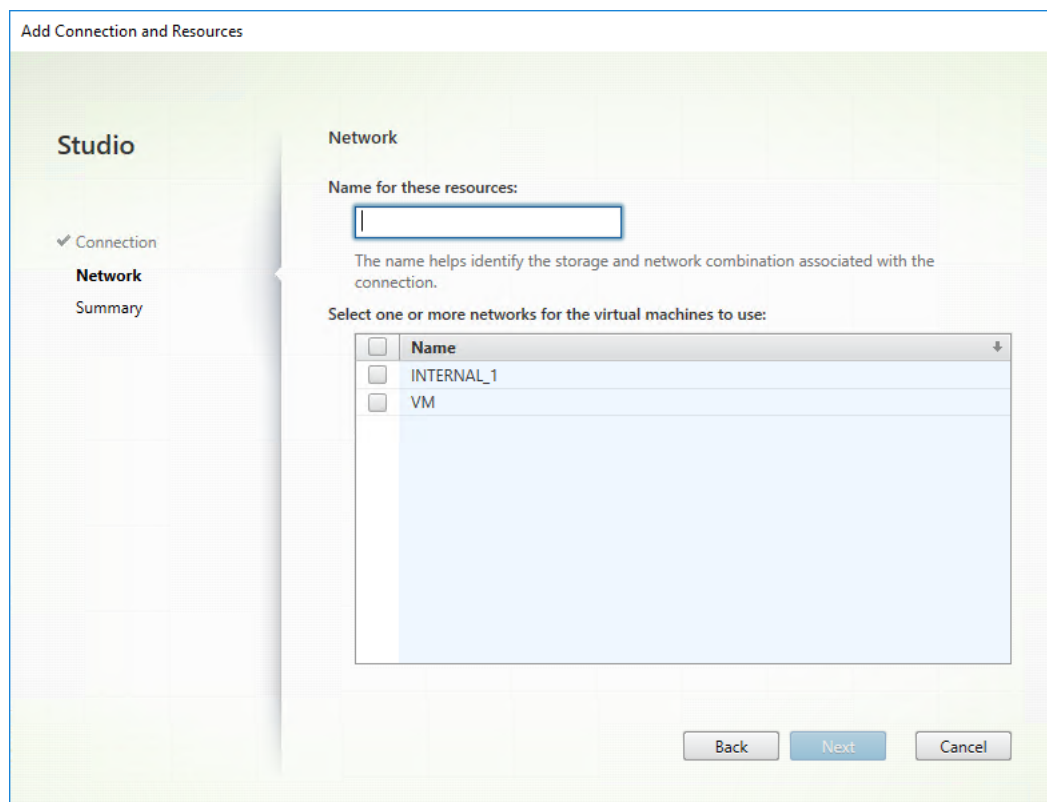 Add Connection and Resources
Studio
Connection
Network
Summary
Network
Name for these resources:
The name helps identify the storage and network combination associated with the
connection.
Select one or more networks for the virtual machines to use:
Name
INTERNAL_1
VM
Back
Next
Cancel